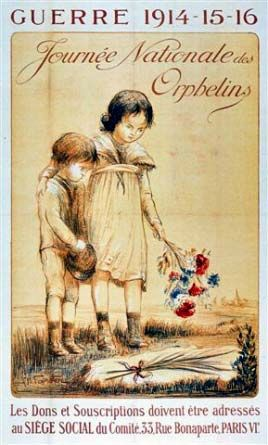 GUERRE 1914-15-16
Journée Nationale des
Orphelins
Les Dons et Souscriptions doivent être adressés
au SIÈGE SOCIAL du Comité.33, Rue Bonaparte, PARIS VIᵉ.